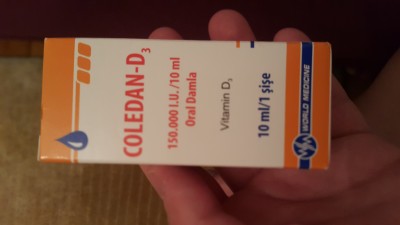 COLEDAN-D3
150.000 I.U./10 ml
Oral Damla
Vitamin D3
10 ml/1 şişe
WORLD MEDICINE